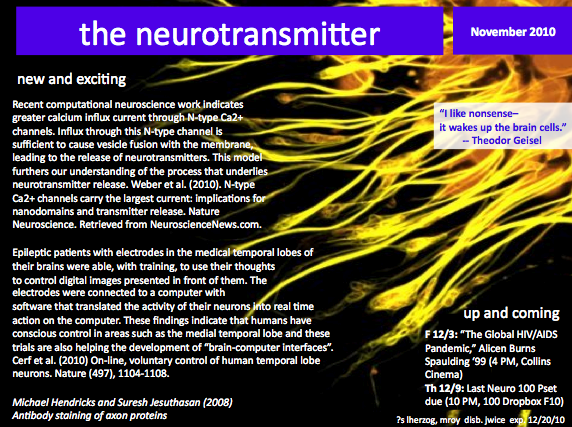 the neurotransmitter
November 2010
new and exciting
Recent computational neuroscience work indicates
greater calcium influx current through N-type Ca2+
channels. Influx through this N-type channel is
sufficient to cause vesicle fusion with the membrane,
leading to the release of neurotransmitters. This model
furthers our understanding of the process that underlies
neurotransmitter release. Weber et al. (2010). N-type
Ca2+ channels carry the largest current: implications for
nanodomains and transmitter release. Nature
Neuroscience. Retrieved from NeuroscienceNews.com.
"I like nonsense–
it wakes up the brain cells."
-- Theodor Geisel
Epileptic patients with electrodes in the medical temporal lobes of
their brains were able, with training, to use their thoughts
to control digital images presented in front of them. The
electrodes were connected to a computer with
software that translated the activity of their neurons into real time
action on the computer. These findings indicate that humans have
conscious control in areas such as the medial temporal lobe and these
trials are also helping the development of "brain-computer interfaces".
Cerf et al. (2010) On-line, voluntary control of human temporal lobe
neurons. Nature (497), 1104-1108.
Michael Hendricks and Suresh Jesuthasan (2008)
Antibody staining of axon proteins
up and coming
F 12/3: "The Global HIV/AIDS
Pandemic," Alicen Burns
Spaulding '99 (4 PM, Collins
Cinema)
Th 12/9: Last Neuro 100 Pset
due (10 PM, 100 Dropbox F10)
?s lherzog, mroy disb. jwice exp. 12/20/10